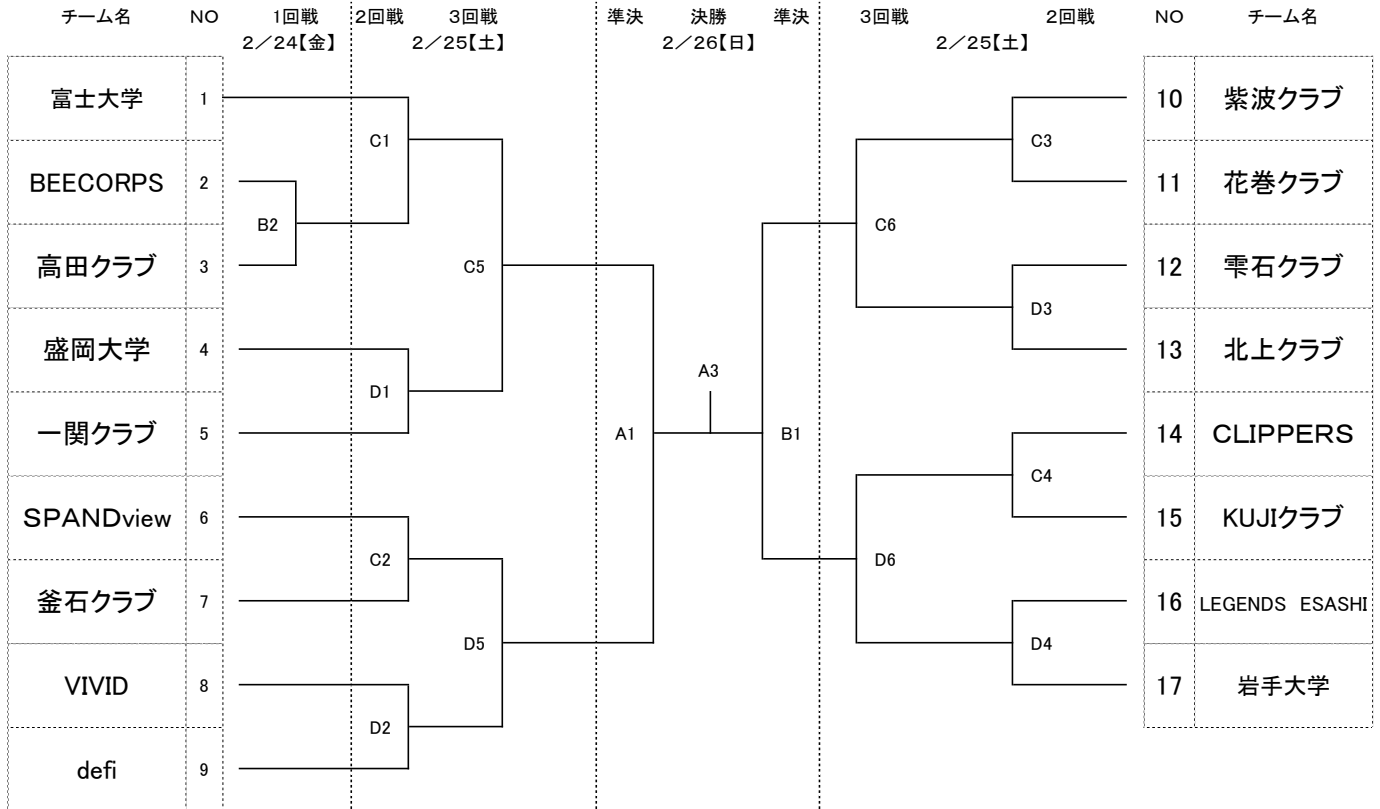 チーム名 NO 1回戦 2回戦 3回戦 準決 決勝 準決 3回戦 2回戦 NO チーム名
2／24【金】 2／25【土】 2／26【日】 2／25【土】
富士大学 1 10 紫波クラブ
C1 C3
BEECORPS 2 11 花巻クラブ
B2 C6
高田クラブ 3 C5 12 雫石クラブ
D3
盛岡大学 4 13 北上クラブ
A3
D1
一関クラブ 5 A1 B1 14 CLIPPERS
C4
SPANDview 6 15 KUJIクラブ
C2 D6
釜石クラブ 7 16 LEGENDS ESASHI
D5 D4
VIVID 8 17 岩手大学
D2
defi 9